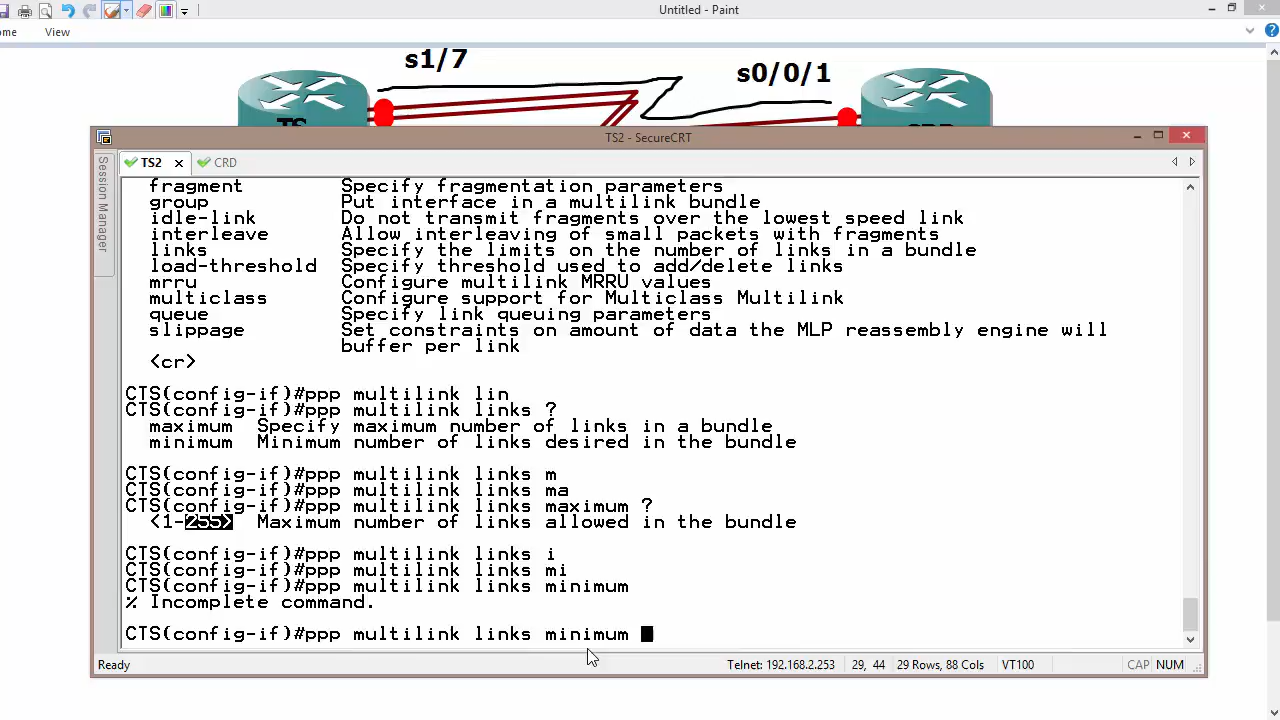 Untitled - Paint
ome View
s1/7
s0/0/1
TS
TS2 - SecureCRT
TS2 CRD
Session Manager
fragment Specify fragmentation parameters
group Put interface in a multilink bundle
idle-link Do not transmit fragments over the lowest speed link
interleave Allow interleaving of small packets with fragments
links Specify the limits on the number of links in a bundle
load-threshold Specify threshold used to add/delete links
mrru Configure multilink MRRU values
multiclass Configure support for Multiclass Multilink
queue Specify link queuing parameters
slippage Set constraints on amount of data the MLP reassembly engine will
buffer per link
<cr>
CTS(config-if)#ppp multilink lin
CTS(config-if)#ppp multilink links ?
maximum Specify maximum number of links in a bundle
minimum Minimum number of links desired in the bundle
CTS(config-if)#ppp multilink links m
CTS(config-if)#ppp multilink links ma
CTS(config-if)#ppp multilink links maximum ?
<1-255> Maximum number of links allowed in the bundle
CTS(config-if)#ppp multilink links i
CTS(config-if)#ppp multilink links mi
CTS(config-if)#ppp multilink links minimum
% Incomplete command.
CTS(config-if)#ppp multilink links minimum
Ready Telnet: 192.168.2.253 29, 44 29 Rows, 88 Cols VT100 CAP NUM